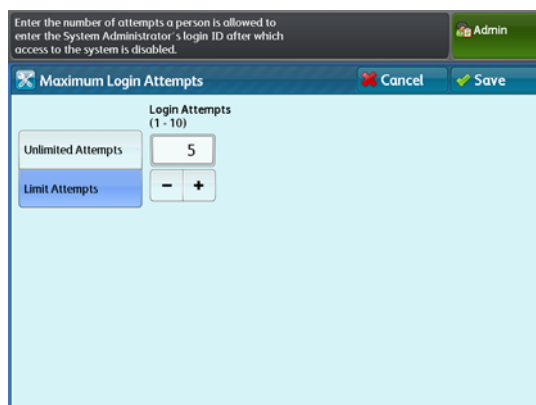 Enter the number of attempts a person is allowed to
enter the System Administrator's login ID after which
access to the system is disabled.
Admin
Maximum Login Attempts
Cancel
Save
Login Attempts
(1 - 10)
Unlimited Attempts
5
Limit Attempts
- +